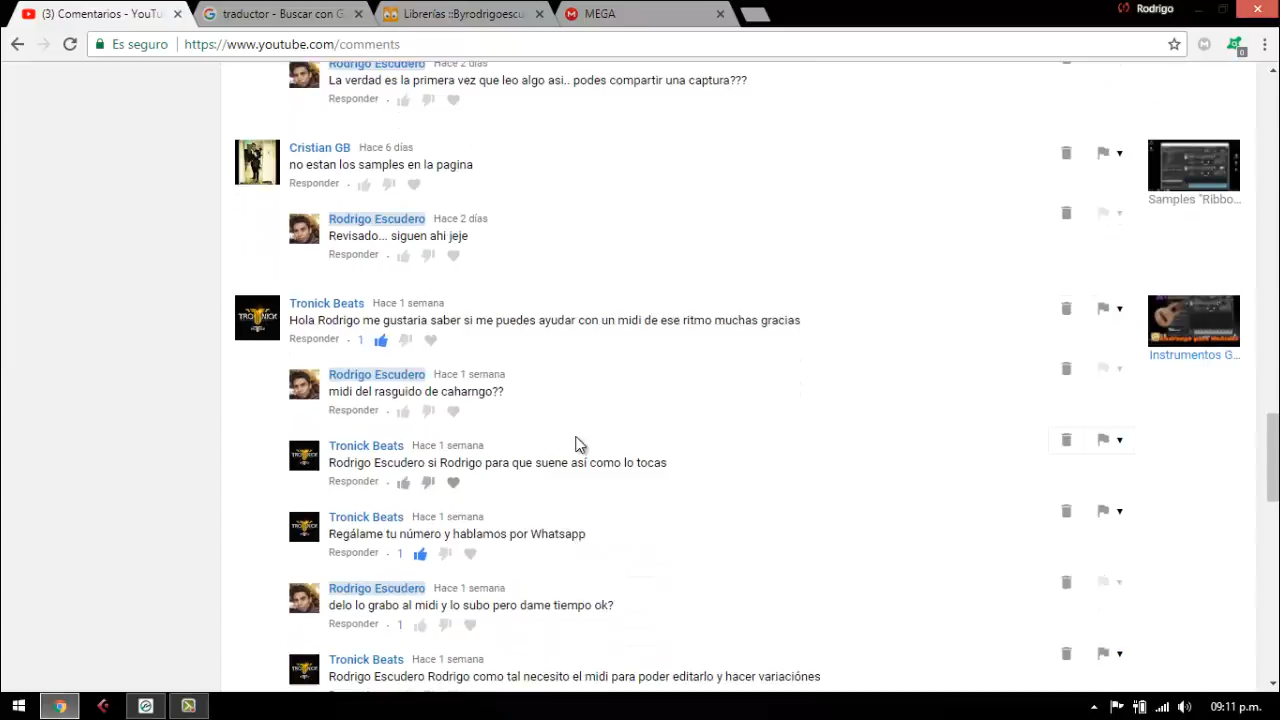 (3) Comentarios - YouTu
traductor - Buscar con G
Librerías ::Byrodrigoescu
MEGA
Rodrigo
Es seguro
https://www.youtube.com/comments
0
Rodrigo Escudero Hace 2 días
La verdad es la primera vez que leo algo asi.. podes compartir una captura???
Responder
Cristian GB Hace 6 días
no estan los samples en la pagina
Responder
Samples "Ribbo...
Rodrigo Escudero Hace 2 días
Revisado... siguen ahi jeje
Responder
Tronick Beats Hace 1 semana
Hola Rodrigo me gustaria saber si me puedes ayudar con un midi de ese ritmo muchas gracias
Responder 1
Instrumentos G...
Rodrigo Escudero Hace 1 semana
midi del rasguido de caharngo??
Responder
Tronick Beats Hace 1 semana
Rodrigo Escudero si Rodrigo para que suene así como lo tocas
Responder
Tronick Beats Hace 1 semana
Regálame tu número y hablamos por Whatsapp
Responder 1
Rodrigo Escudero Hace 1 semana
delo lo grabo al midi y lo subo pero dame tiempo ok?
Responder 1
Tronick Beats Hace 1 semana
Rodrigo Escudero Rodrigo como tal necesito el midi para poder editarlo y hacer variaciónes
09:11 p.m.